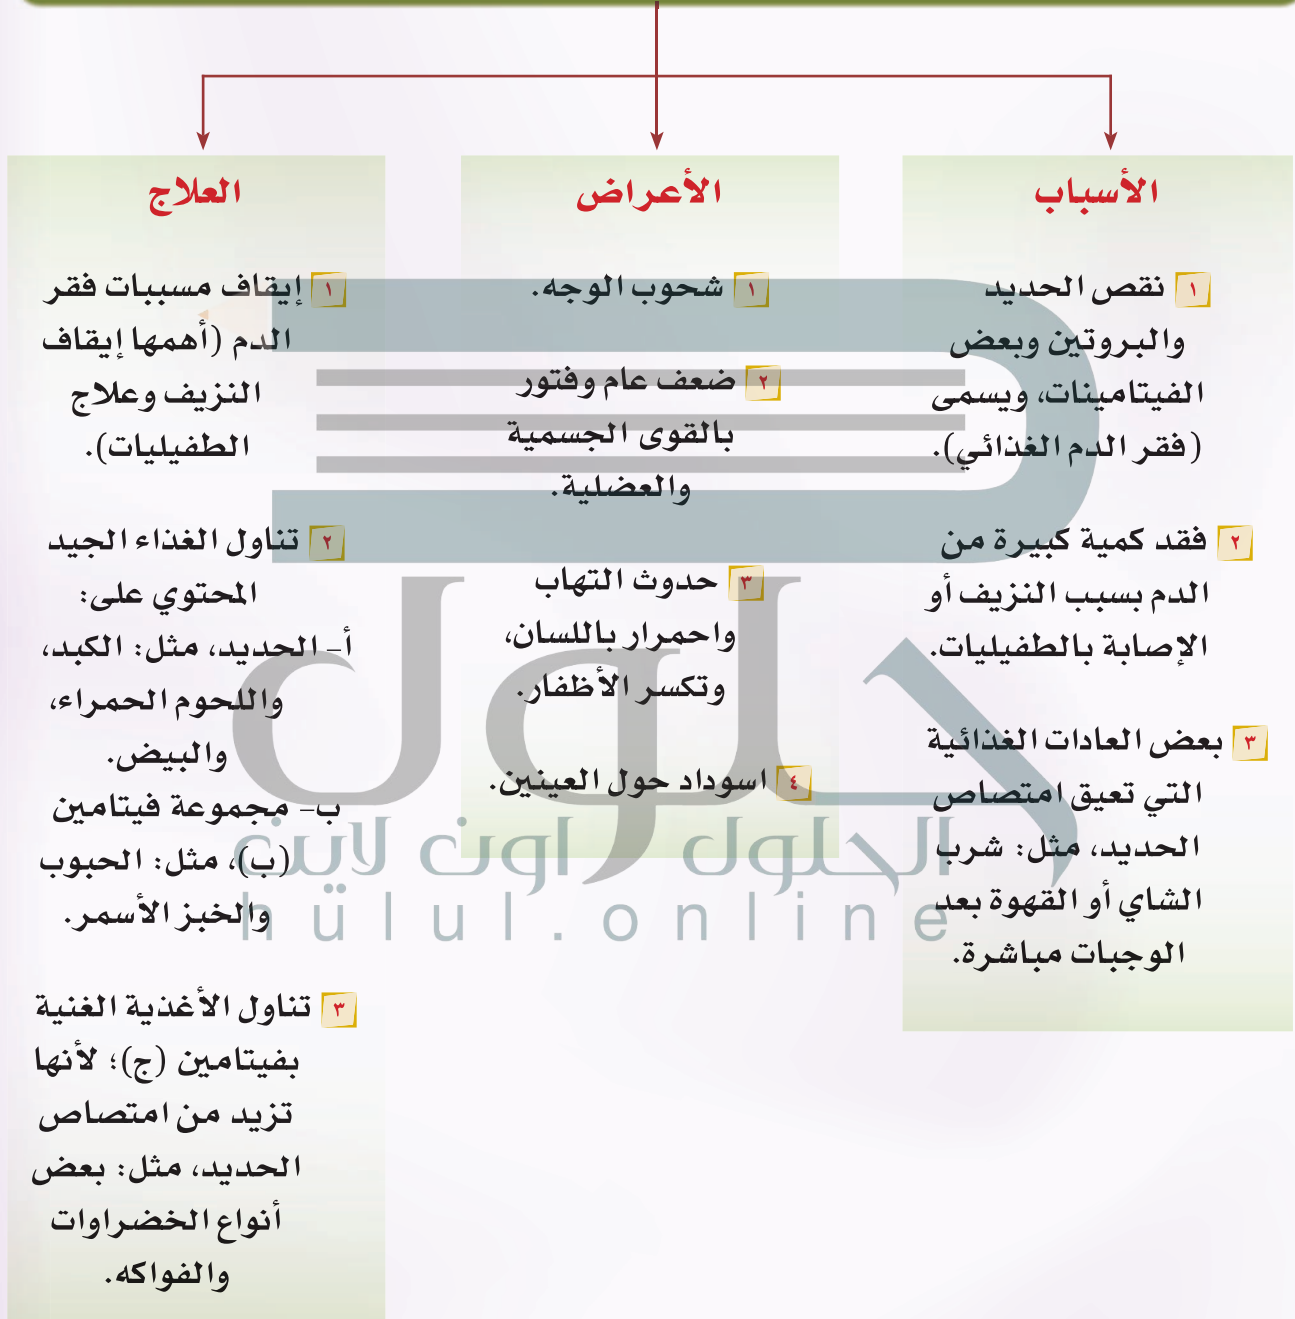 الأسباب
١ نقص الحديد
والبروتين وبعض
الفيتامينات، ويسمى
(فقر الدم الغذائي).
٢ فقد كمية كبيرة من
الدم بسبب النزيف أو
الإصابة بالطفيليات.
٣ بعض العادات الغذائية
التي تعيق امتصاص
الحديد، مثل: شرب
الشاي أو القهوة بعد
الوجبات مباشرة.
الأعراض
١ شحوب الوجه.
٢ ضعف عام وفتور
بالقوى الجسمية
والعضلية.
٣ حدوث التهاب
واحمرار باللسان،
وتكسر الأظفار.
٤ اسوداد حول العينين.
العلاج
١ إيقاف مسببات فقر
الدم (أهمها إيقاف
النزيف وعلاج
الطفيليات).
٢ تناول الغذاء الجيد
المحتوي على:
أ- الحديد، مثل: الكبد،
واللحوم الحمراء،
والبيض.
ب- مجموعة فيتامين
(ب)، مثل: الحبوب
والخبز الأسمر.
٣ تناول الأغذية الغنية
بفيتامين (ج)؛ لأنها
تزيد من امتصاص
الحديد، مثل: بعض
أنواع الخضراوات
والفواكه.
حلول
الحلول اون لاين
hülul.online